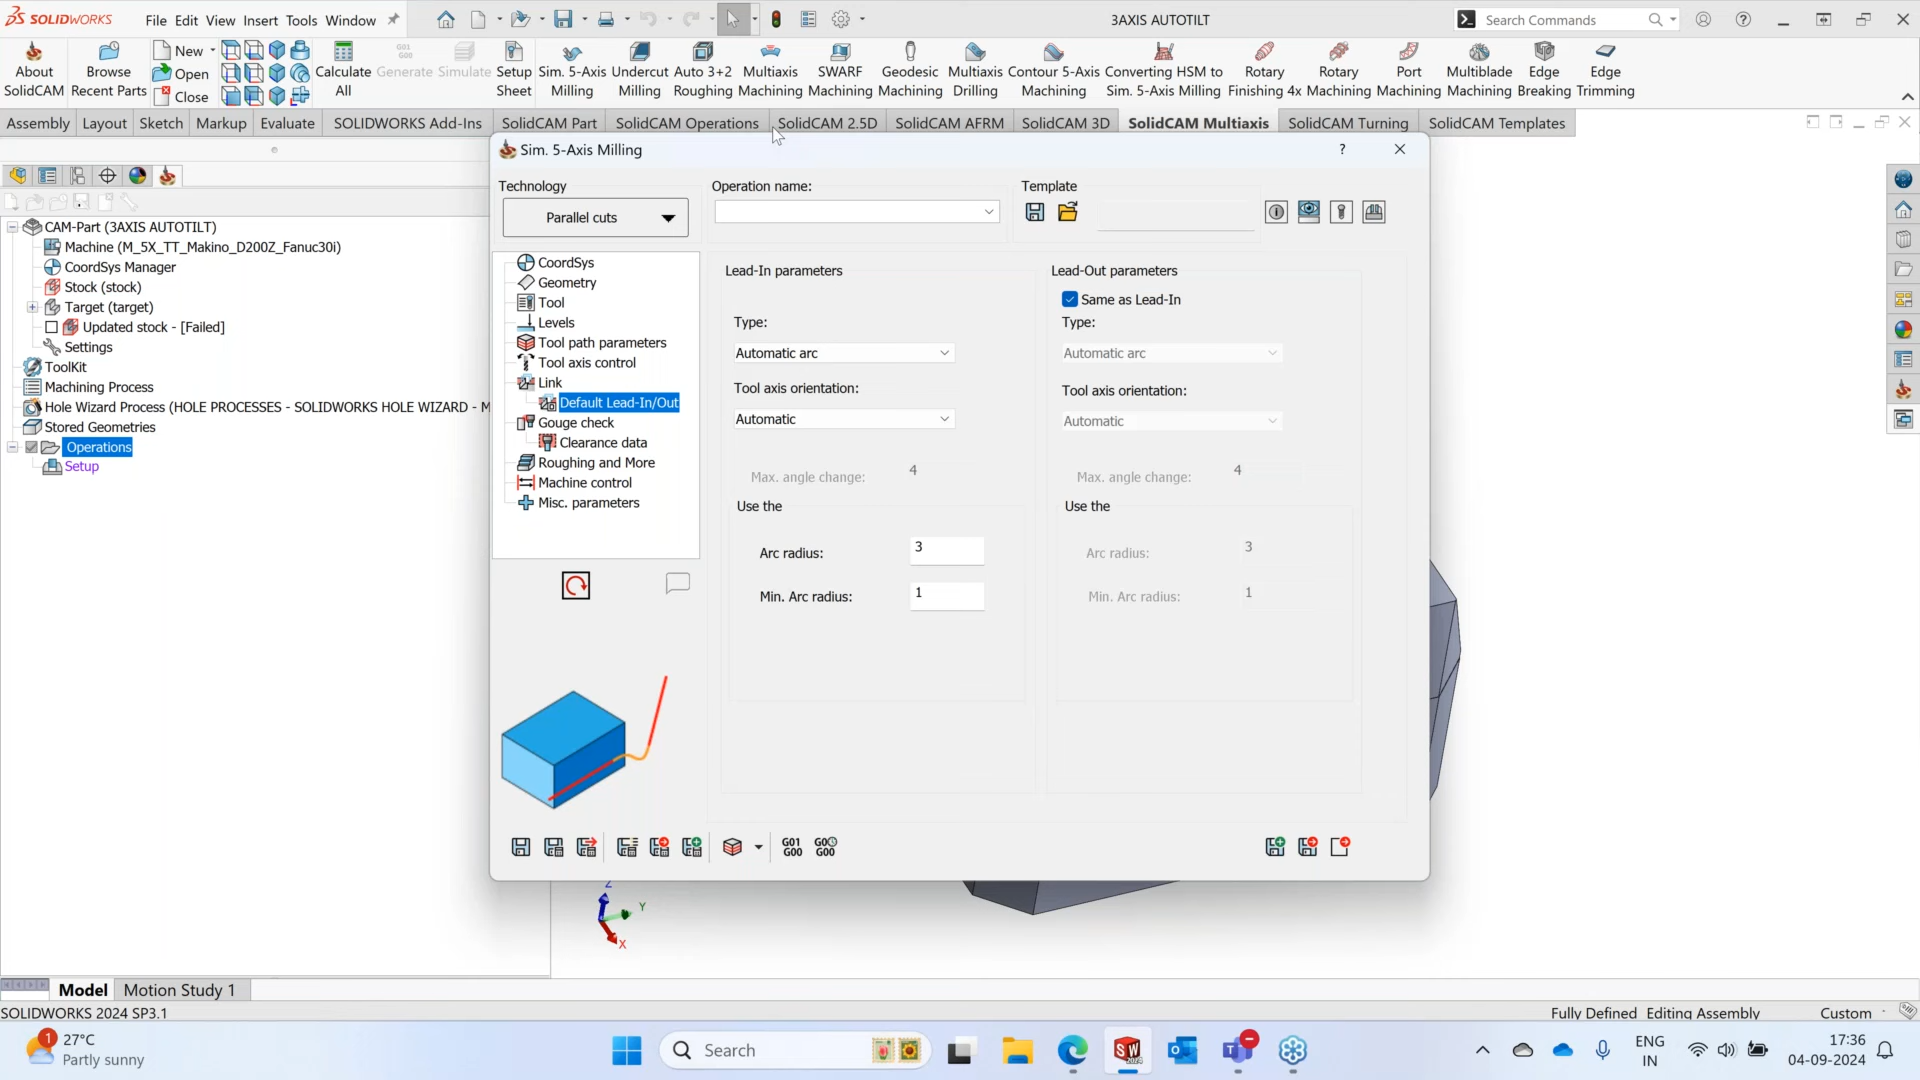 SOLIDWORKS File Edit View Insert Tools Window 3AXIS AUTOTILT Search Commands
About SolidCAM
Browse Recent Parts
New
Open
Close
Calculate All
G01
G00
Generate
Simulate
Setup Sheet
Sim. 5-Axis Milling
Undercut Milling
Auto 3+2 Roughing
Multiaxis Machining
SWARF Machining
Geodesic Machining
Multiaxis Drilling
Contour 5-Axis Machining
Converting HSM to Sim. 5-Axis Milling
Rotary Finishing 4x
Rotary Machining
Port Machining
Multiblade Machining
Edge Breaking
Edge Trimming
Assembly Layout Sketch Markup Evaluate SOLIDWORKS Add-Ins SolidCAM Part SolidCAM Operations SolidCAM 2.5D SolidCAM AFRM SolidCAM 3D SolidCAM Multiaxis SolidCAM Turning SolidCAM Templates
CAM-Part (3AXIS AUTOTILT)
Machine (M_5X_TT_Makino_D200Z_Fanuc30i)
CoordSys Manager
Stock (stock)
Target (target)
Updated stock - [Failed]
Settings
ToolKit
Machining Process
Hole Wizard Process (HOLE PROCESSES - SOLIDWORKS HOLE WIZARD - M
Stored Geometries
Operations
Setup
Sim. 5-Axis Milling ?
Technology
Parallel cuts
Operation name:
Template
CoordSys
Geometry
Tool
Levels
Tool path parameters
Tool axis control
Link
Default Lead-In/Out
Gouge check
Clearance data
Roughing and More
Machine control
Misc. parameters
Lead-In parameters
Type:
Automatic arc
Tool axis orientation:
Automatic
Max. angle change: 4
Use the
Arc radius: 3
Min. Arc radius: 1
Lead-Out parameters
Same as Lead-In
Type:
Automatic arc
Tool axis orientation:
Automatic
Max. angle change: 4
Use the
Arc radius: 3
Min. Arc radius: 1
G01
G00
G00
G00
Z
Y
X
Model Motion Study 1
SOLIDWORKS 2024 SP3.1 Fully Defined Editing Assembly Custom
1
27°C
Partly sunny
Search
SW
2024
ENG
IN
17:36
04-09-2024